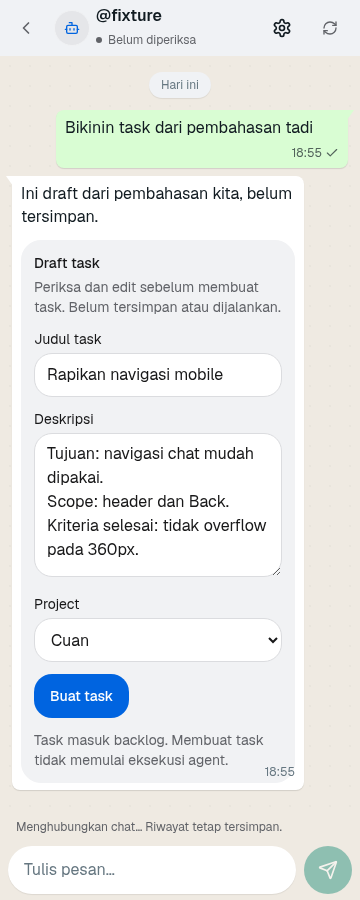 @fixture
Belum diperiksa
Hari ini
Bikinin task dari pembahasan tadi
18:55
Ini draft dari pembahasan kita, belum
tersimpan.
Draft task
Periksa dan edit sebelum membuat
task. Belum tersimpan atau dijalankan.
Judul task
Rapikan navigasi mobile
Deskripsi
Tujuan: navigasi chat mudah
dipakai.
Scope: header dan Back.
Kriteria selesai: tidak overflow
pada 360px.
Project
Cuan
Buat task
Task masuk backlog. Membuat task
tidak memulai eksekusi agent.
18:55
Menghubungkan chat… Riwayat tetap tersimpan.
Tulis pesan...